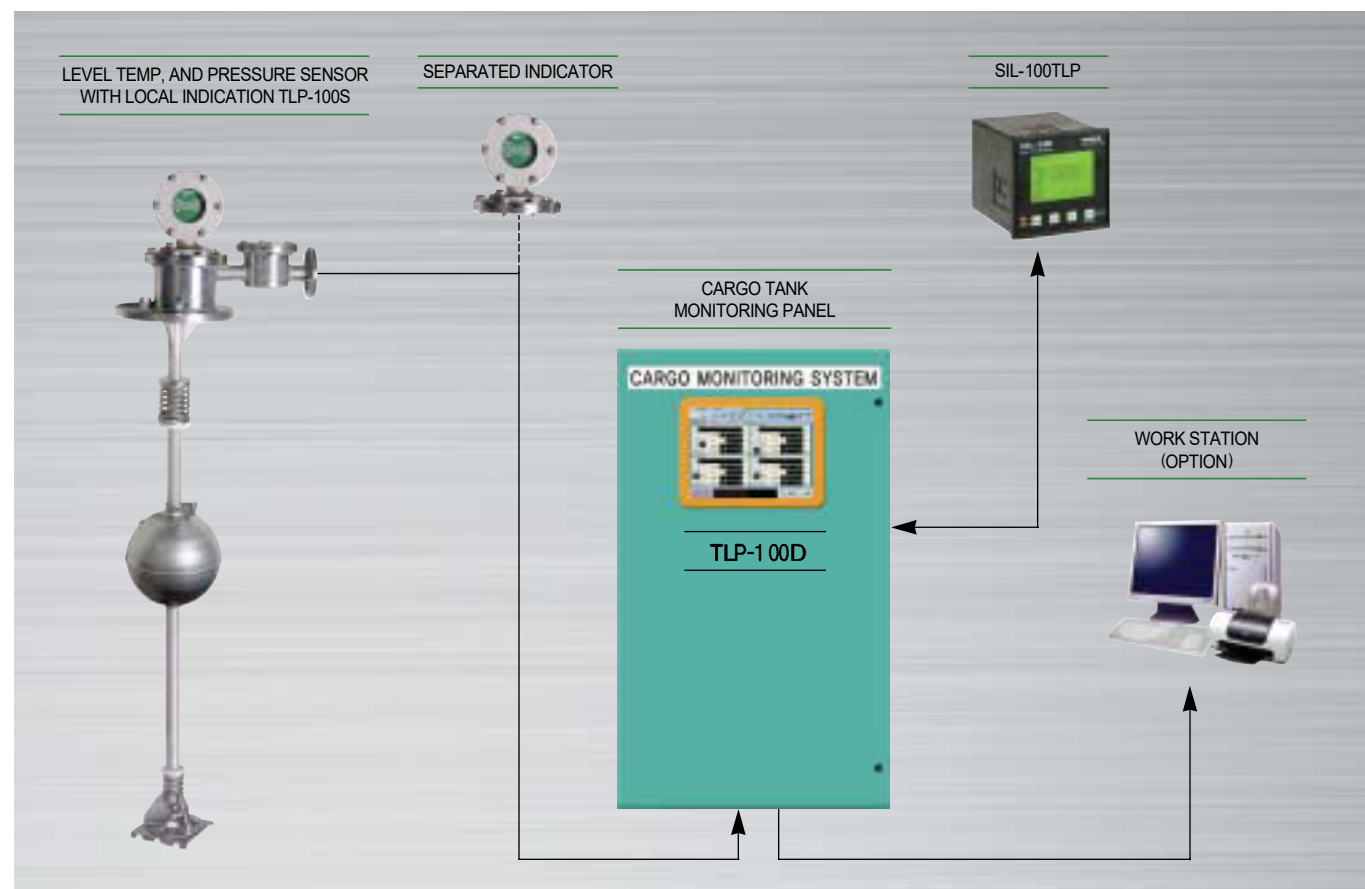 LEVEL TEMP, AND PRESSURE SENSOR
WITH LOCAL INDICATION TLP-100S
SEPARATED INDICATOR
SIL-100TLP
CARGO TANK
MONITORING PANEL
CARGO MONITORING SYSTEM
TLP-100D
WORK STATION
(OPTION)